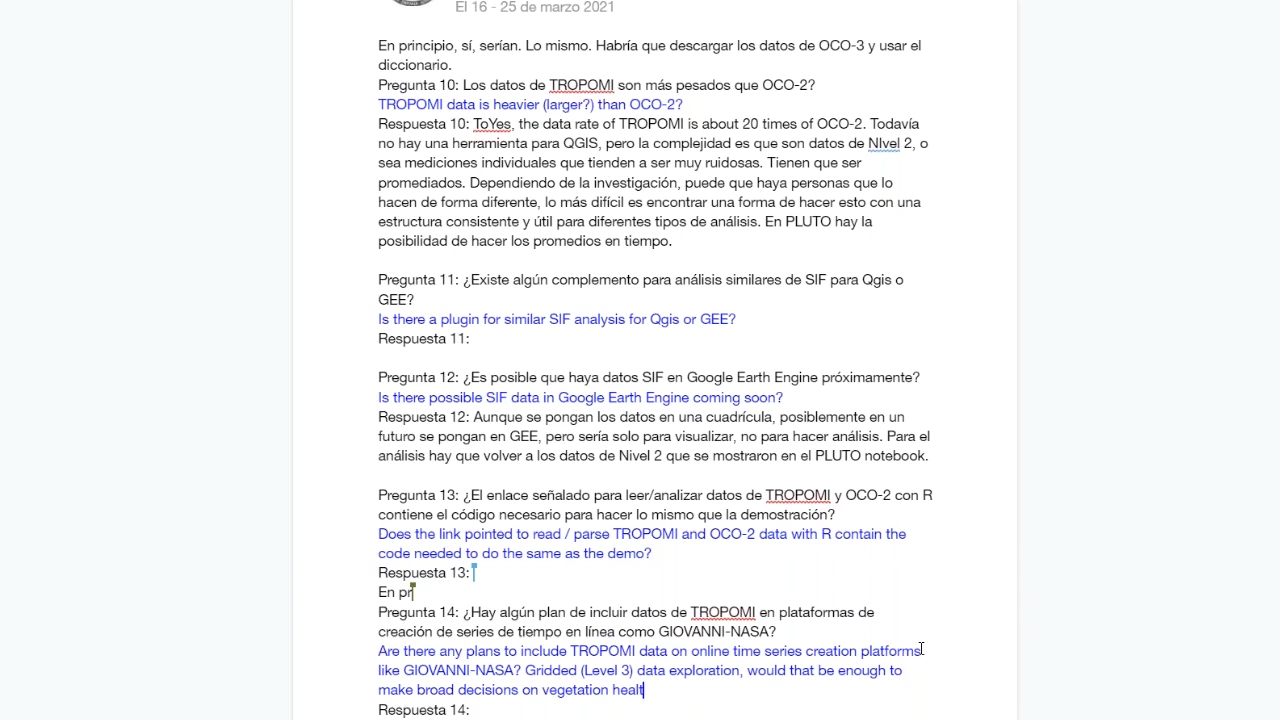 El 16 - 25 de marzo 2021
En principio, sí, serían. Lo mismo. Habría que descargar los datos de OCO-3 y usar el
diccionario.
Pregunta 10: Los datos de TROPOMI son más pesados que OCO-2?
TROPOMI data is heavier (larger?) than OCO-2?
Respuesta 10: ToYes, the data rate of TROPOMI is about 20 times of OCO-2. Todavía
no hay una herramienta para QGIS, pero la complejidad es que son datos de NIvel 2, o
sea mediciones individuales que tienden a ser muy ruidosas. Tienen que ser
promediados. Dependiendo de la investigación, puede que haya personas que lo
hacen de forma diferente, lo más difícil es encontrar una forma de hacer esto con una
estructura consistente y útil para diferentes tipos de análisis. En PLUTO hay la
posibilidad de hacer los promedios en tiempo.
Pregunta 11: ¿Existe algún complemento para análisis similares de SIF para Qgis o
GEE?
Is there a plugin for similar SIF analysis for Qgis or GEE?
Respuesta 11:
Pregunta 12: ¿Es posible que haya datos SIF en Google Earth Engine próximamente?
Is there possible SIF data in Google Earth Engine coming soon?
Respuesta 12: Aunque se pongan los datos en una cuadrícula, posiblemente en un
futuro se pongan en GEE, pero sería solo para visualizar, no para hacer análisis. Para el
análisis hay que volver a los datos de Nivel 2 que se mostraron en el PLUTO notebook.
Pregunta 13: ¿El enlace señalado para leer/analizar datos de TROPOMI y OCO-2 con R
contiene el código necesario para hacer lo mismo que la demostración?
Does the link pointed to read / parse TROPOMI and OCO-2 data with R contain the
code needed to do the same as the demo?
Respuesta 13:
En pr
Pregunta 14: ¿Hay algún plan de incluir datos de TROPOMI en plataformas de
creación de series de tiempo en línea como GIOVANNI-NASA?
Are there any plans to include TROPOMI data on online time series creation platforms
like GIOVANNI-NASA? Gridded (Level 3) data exploration, would that be enough to
make broad decisions on vegetation healt
Respuesta 14: